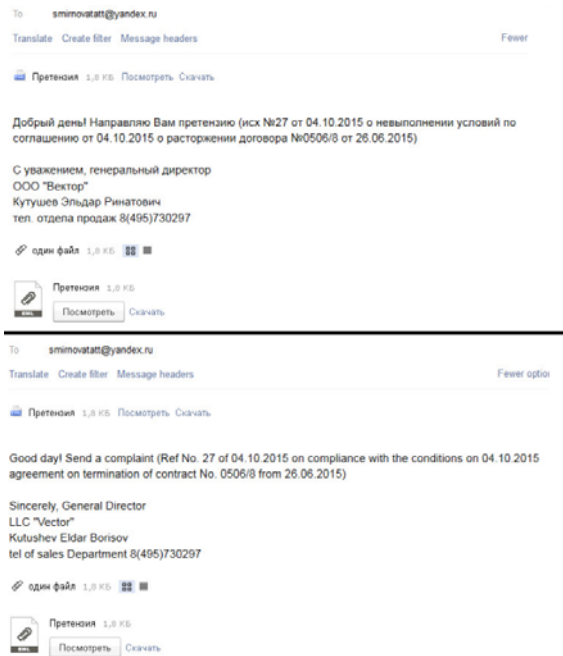 To smirnovatatt@yandex.ru
Translate Create filter Message headers Fewer
Претензия 1,8 КБ Посмотреть Скачать
Добрый день! Направляю Вам претензию (исх №27 от 04.10.2015 о невыполнении условий по
соглашению от 04.10.2015 о расторжении договора №0506/8 от 26.06.2015)
С уважением, генеральный директор
ООО "Вектор"
Кутушев Эльдар Ринатович
тел. отдела продаж 8(495)730297
один файл 1,8 КБ
Претензия 1,8 КБ
EML
Посмотреть Скачать
To smirnovatatt@yandex.ru
Translate Create filter Message headers Fewer optio
Претензия 1,8 КБ Посмотреть Скачать
Good day! Send a complaint (Ref No. 27 of 04.10.2015 on compliance with the conditions on 04.10.2015
agreement on termination of contract No. 0506/8 from 26.06.2015)
Sincerely, General Director
LLC "Vector"
Kutushev Eldar Borisov
tel of sales Department 8(495)730297
один файл 1,8 КБ
Претензия 1,8 КБ
EML
Посмотреть Скачать